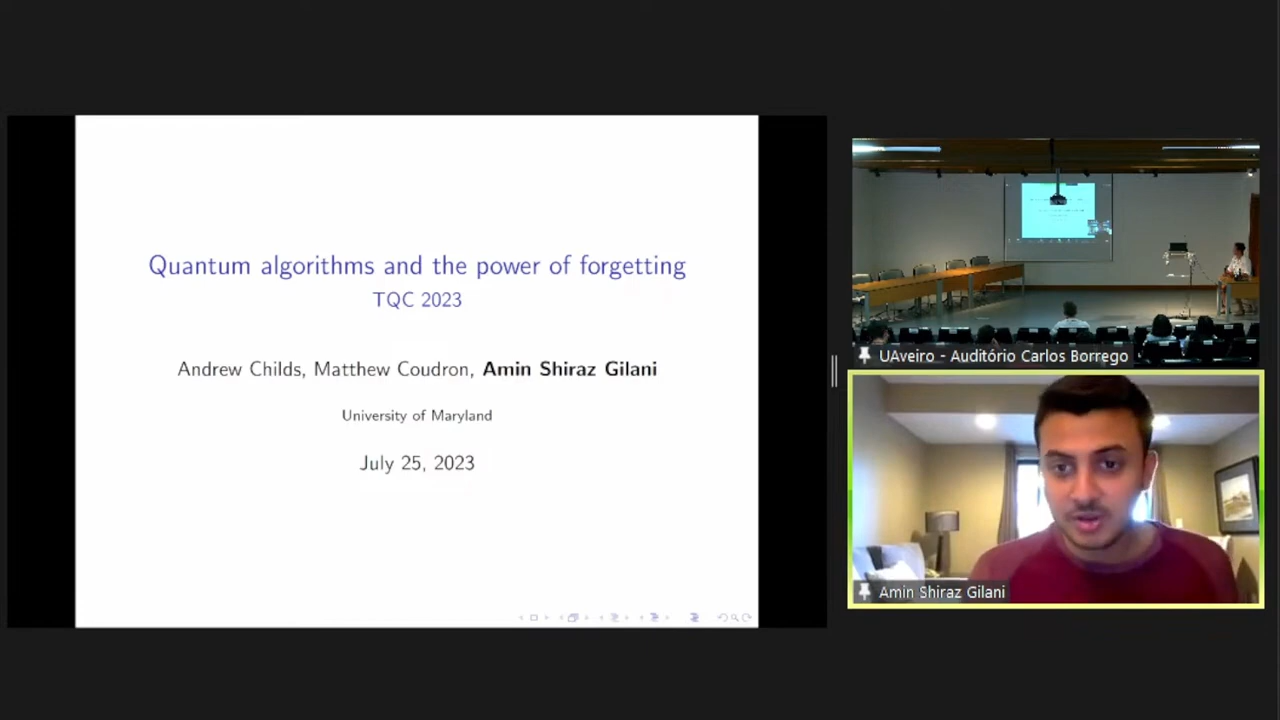 Quantum algorithms and the power of forgetting
TQC 2023
Andrew Childs, Matthew Coudron, Amin Shiraz Gilani
University of Maryland
July 25, 2023
UAveiro - Auditório Carlos Borrego
Amin Shiraz Gilani